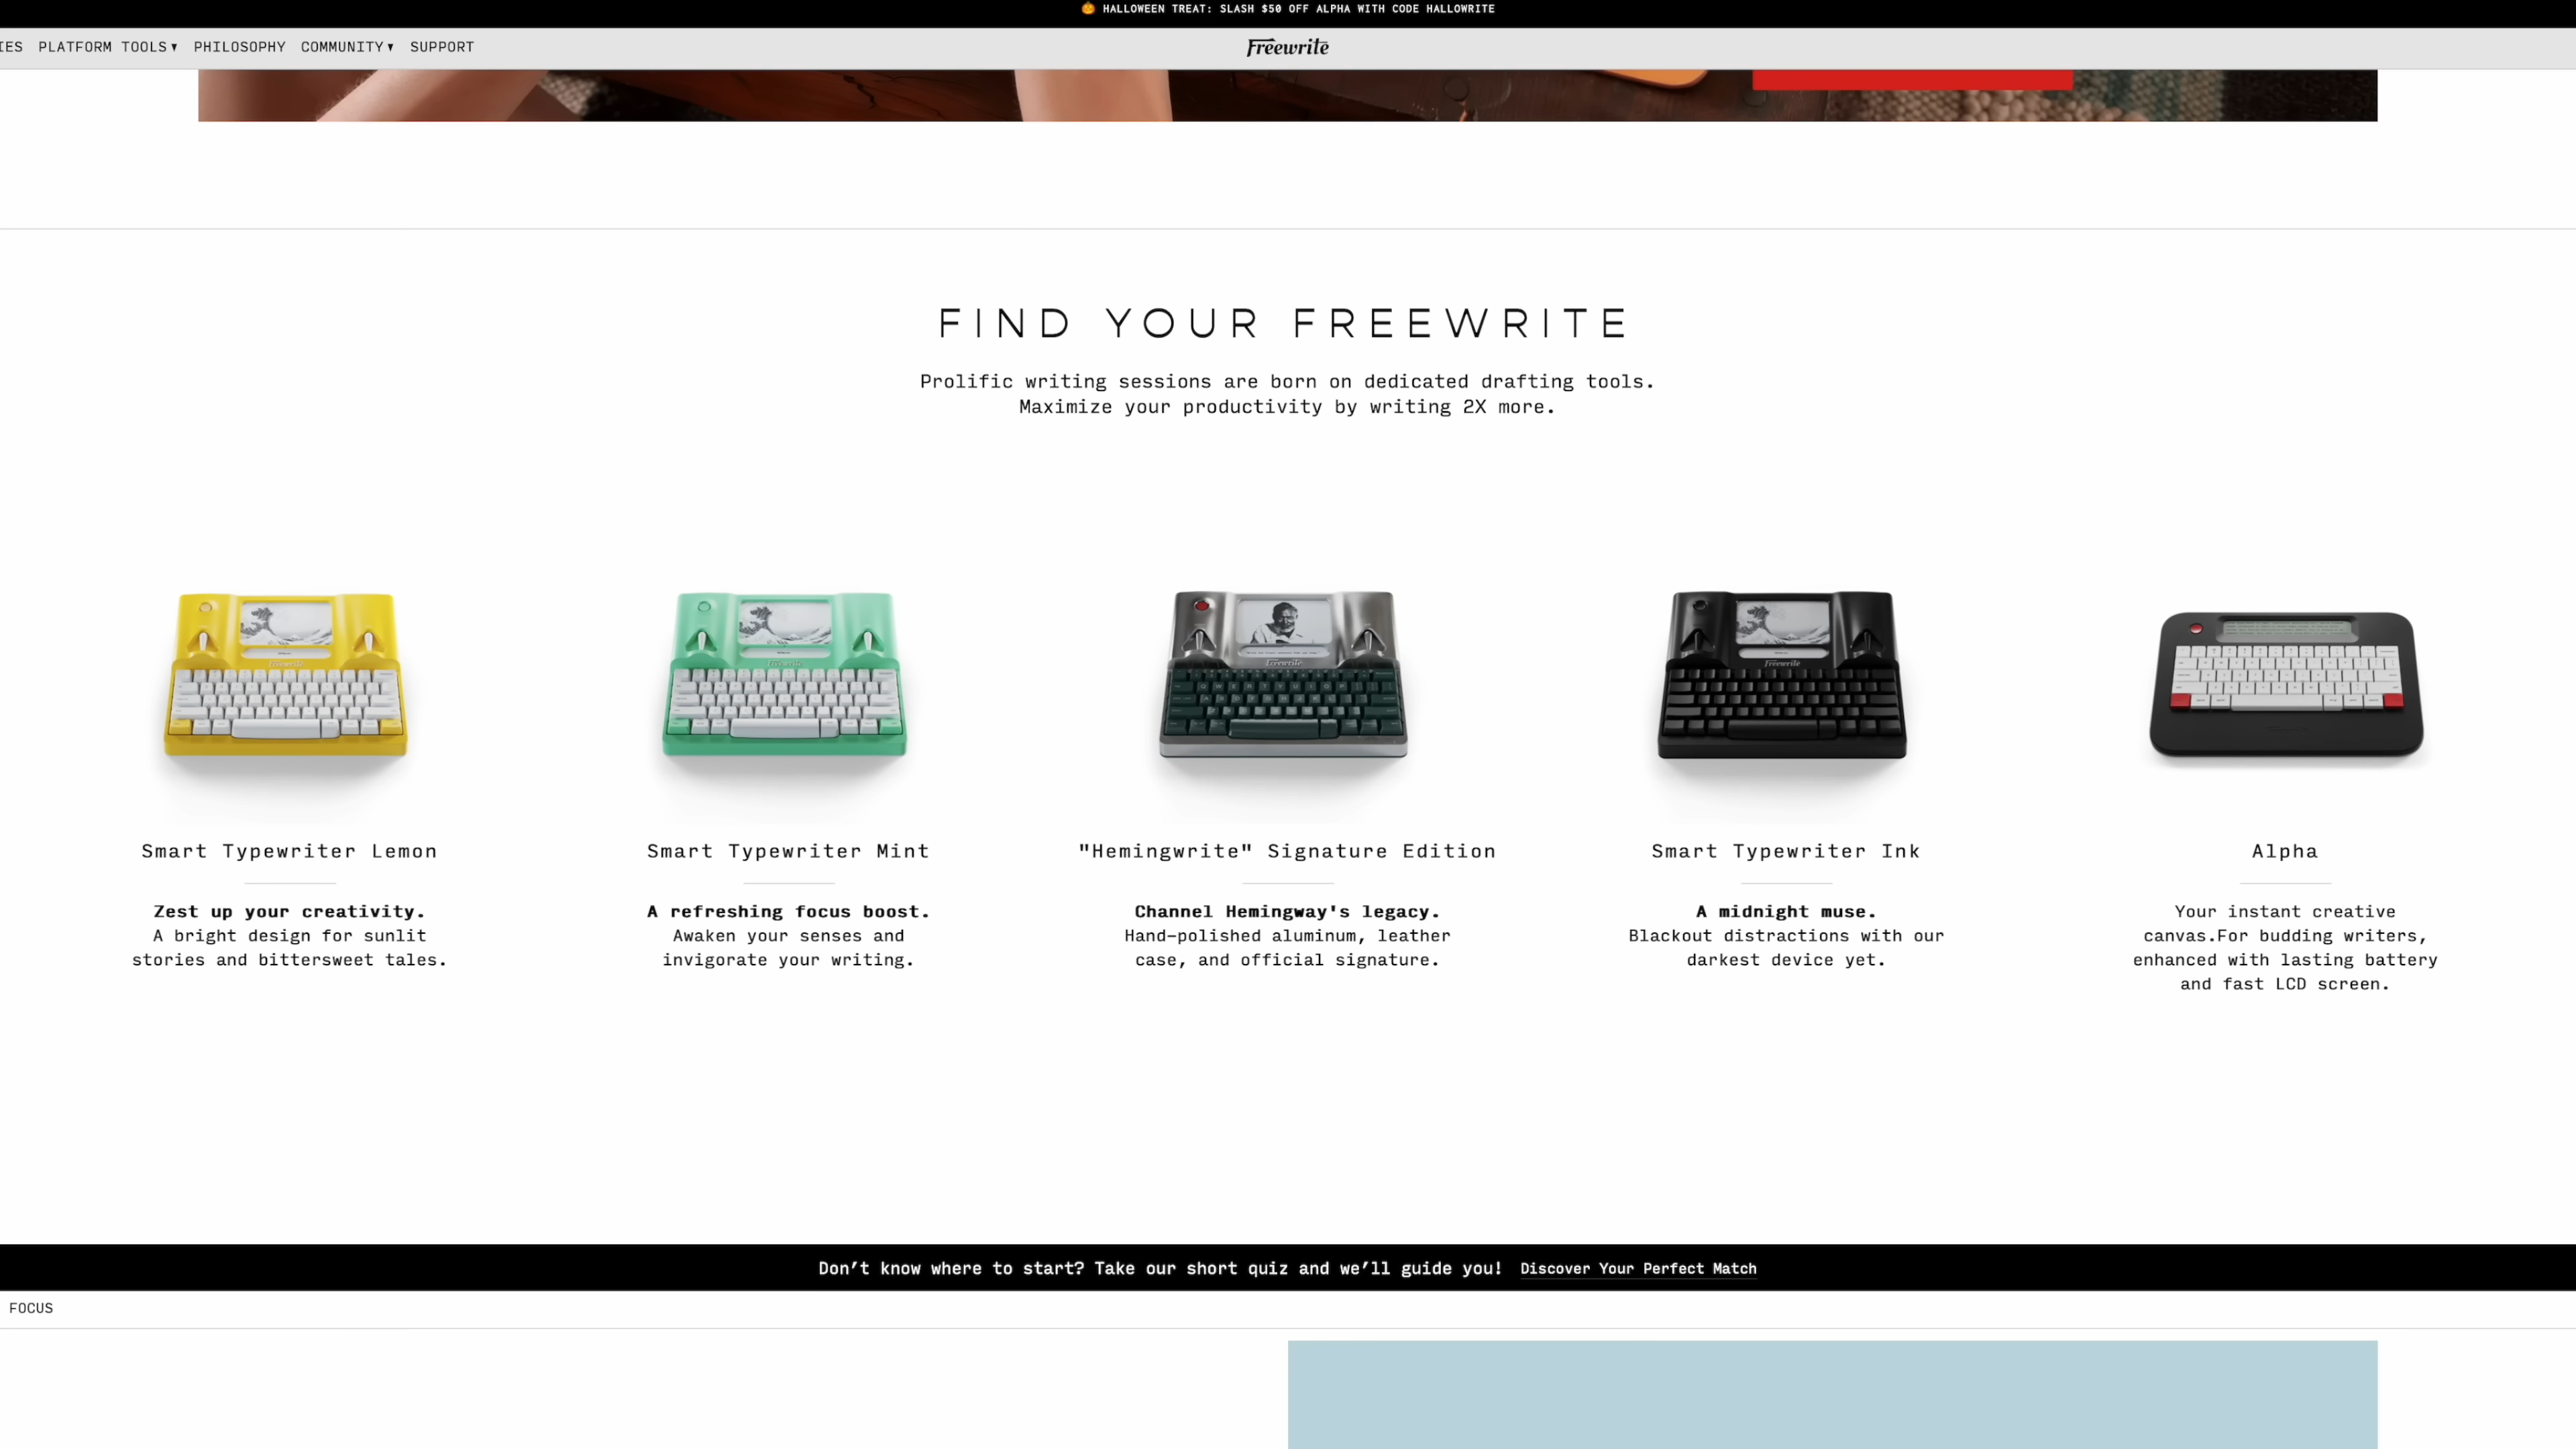 🎃 HALLOWEEN TREAT: SLASH $50 OFF ALPHA WITH CODE HALLOWRITE
IES PLATFORM TOOLS▼ PHILOSOPHY COMMUNITY▼ SUPPORT
Freewrite
FIND YOUR FREEWRITE
Prolific writing sessions are born on dedicated drafting tools.
Maximize your productivity by writing 2X more.
Freewrite
Freewrite
Freewrite
Freewrite
Smart Typewriter Lemon
Zest up your creativity.
A bright design for sunlit
stories and bittersweet tales.
Smart Typewriter Mint
A refreshing focus boost.
Awaken your senses and
invigorate your writing.
"Hemingwrite" Signature Edition
Channel Hemingway's legacy.
Hand-polished aluminum, leather
case, and official signature.
Smart Typewriter Ink
A midnight muse.
Blackout distractions with our
darkest device yet.
Alpha
Your instant creative
canvas.For budding writers,
enhanced with lasting battery
and fast LCD screen.
Don’t know where to start? Take our short quiz and we’ll guide you! Discover Your Perfect Match
FOCUS